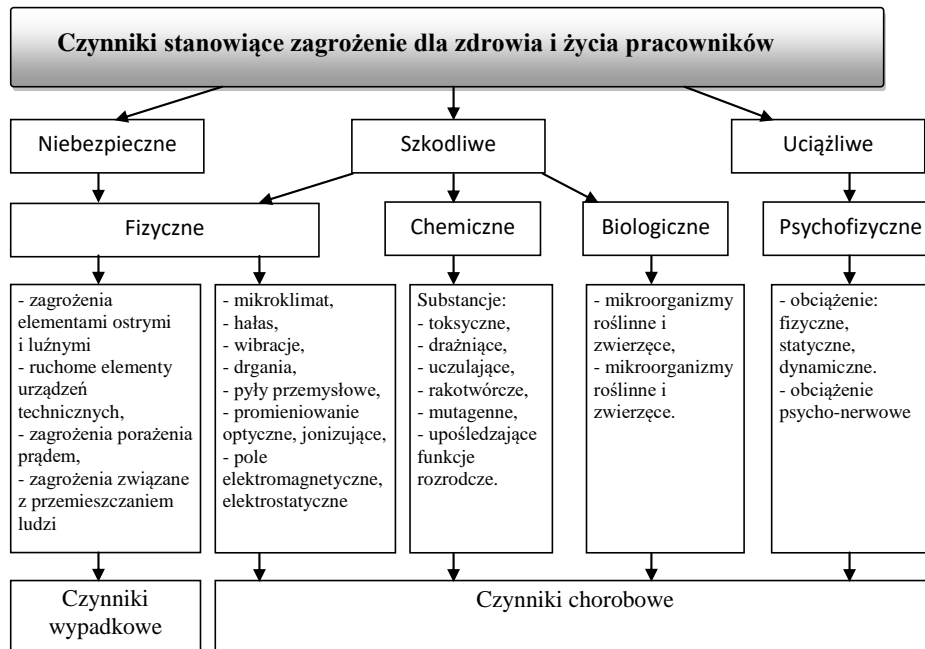 Czynniki stanowiące zagrożenie dla zdrowia i życia pracowników
Niebezpieczne
Szkodliwe
Uciążliwe
Fizyczne
Chemiczne
Biologiczne
Psychofizyczne
- zagrożenia
elementami ostrymi
i luźnymi
- ruchome elementy
urządzeń
technicznych,
- zagrożenia porażenia
prądem,
- zagrożenia związane
z przemieszczaniem
ludzi
- mikroklimat,
- hałas,
- wibracje,
- drgania,
- pyły przemysłowe,
- promieniowanie
optyczne, jonizujące,
- pole
elektromagnetyczne,
elektrostatyczne
Substancje:
- toksyczne,
- drażniące,
- uczulające,
- rakotwórcze,
- mutagenne,
- upośledzające
funkcje
rozrodcze.
- mikroorganizmy
roślinne i
zwierzęce,
- mikroorganizmy
roślinne i
zwierzęce.
- obciążenie:
fizyczne,
statyczne,
dynamiczne.
- obciążenie
psycho-nerwowe
Czynniki
wypadkowe
Czynniki chorobowe